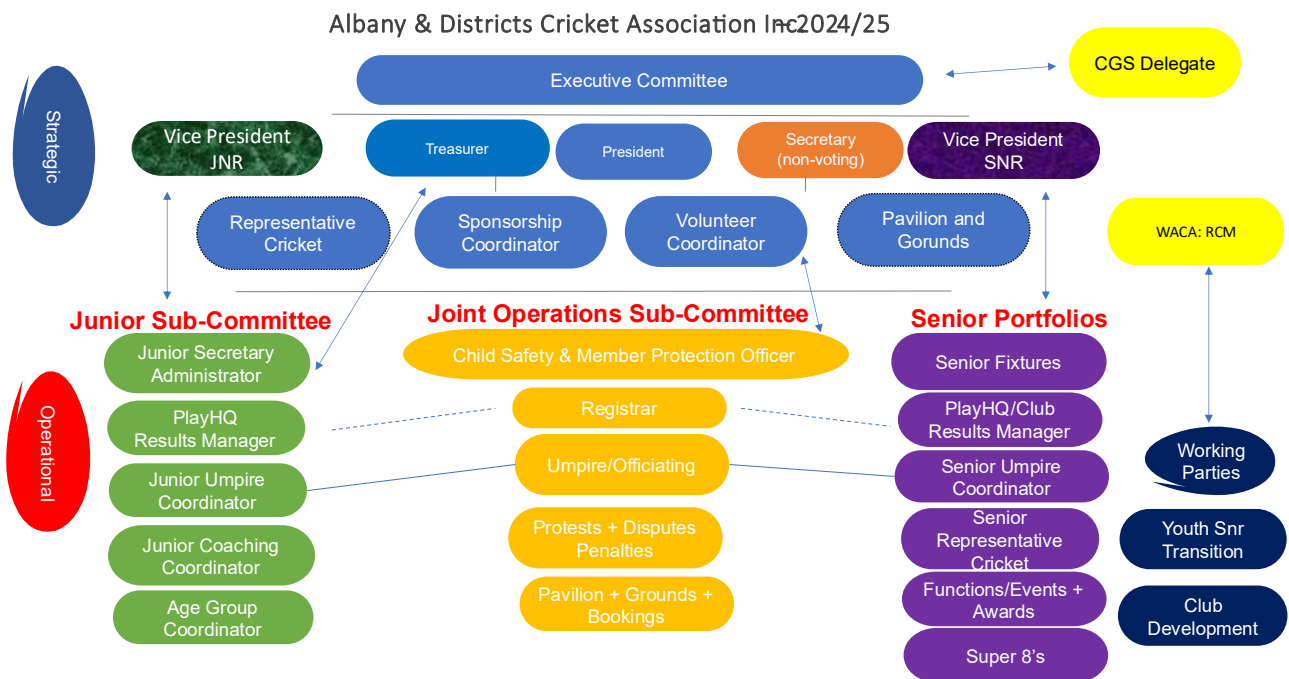 Albany & Districts Cricket Association Inc. – 2024/25
Executive Committee
CGS Delegate
Strategic
Vice President
JNR
Treasurer
President
Secretary
(non-voting)
Vice President
SNR
Representative
Cricket
Sponsorship
Coordinator
Volunteer
Coordinator
Pavilion and
Gorunds
WACA: RCM
Junior Sub-Committee
Joint Operations Sub-Committee
Senior Portfolios
Operational
Junior Secretary
Administrator
PlayHQ
Results Manager
Junior Umpire
Coordinator
Junior Coaching
Coordinator
Age Group
Coordinator
Child Safety & Member Protection Officer
Registrar
Umpire/Officiating
Protests + Disputes
Penalties
Pavilion + Grounds +
Bookings
Senior Fixtures
PlayHQ/Club
Results Manager
Senior Umpire
Coordinator
Senior
Representative
Cricket
Functions/Events +
Awards
Super 8’s
Working
Parties
Youth Snr
Transition
Club
Development